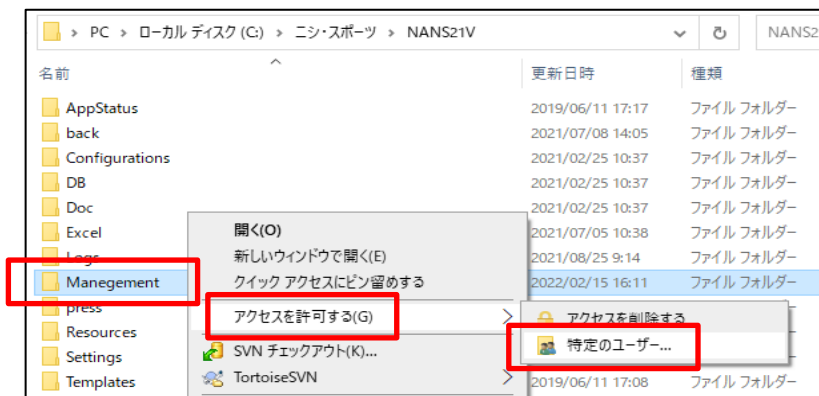 PC › ローカル ディスク (C:) › ニシ・スポーツ › NANS21V
NANS2
名前 更新日時 種類
AppStatus 2019/06/11 17:17 ファイル フォルダー
back 2021/07/08 14:05 ファイル フォルダー
Configurations 2021/02/25 10:37 ファイル フォルダー
DB 2021/02/25 10:37 ファイル フォルダー
Doc 2021/02/25 10:37 ファイル フォルダー
Excel 開く(O) 2021/07/05 10:38 ファイル フォルダー
Logs 新しいウィンドウで開く(E) 2021/08/25 9:14 ファイル フォルダー
Manegement クイック アクセスにピン留めする 2022/02/15 16:11 ファイル フォルダー
press アクセスを許可する(G) アクセスを削除する
Resources 特定のユーザー...
Settings SVN チェックアウト(K)...
Templates TortoiseSVN 2019/06/11 17:08 ファイル フォルダー